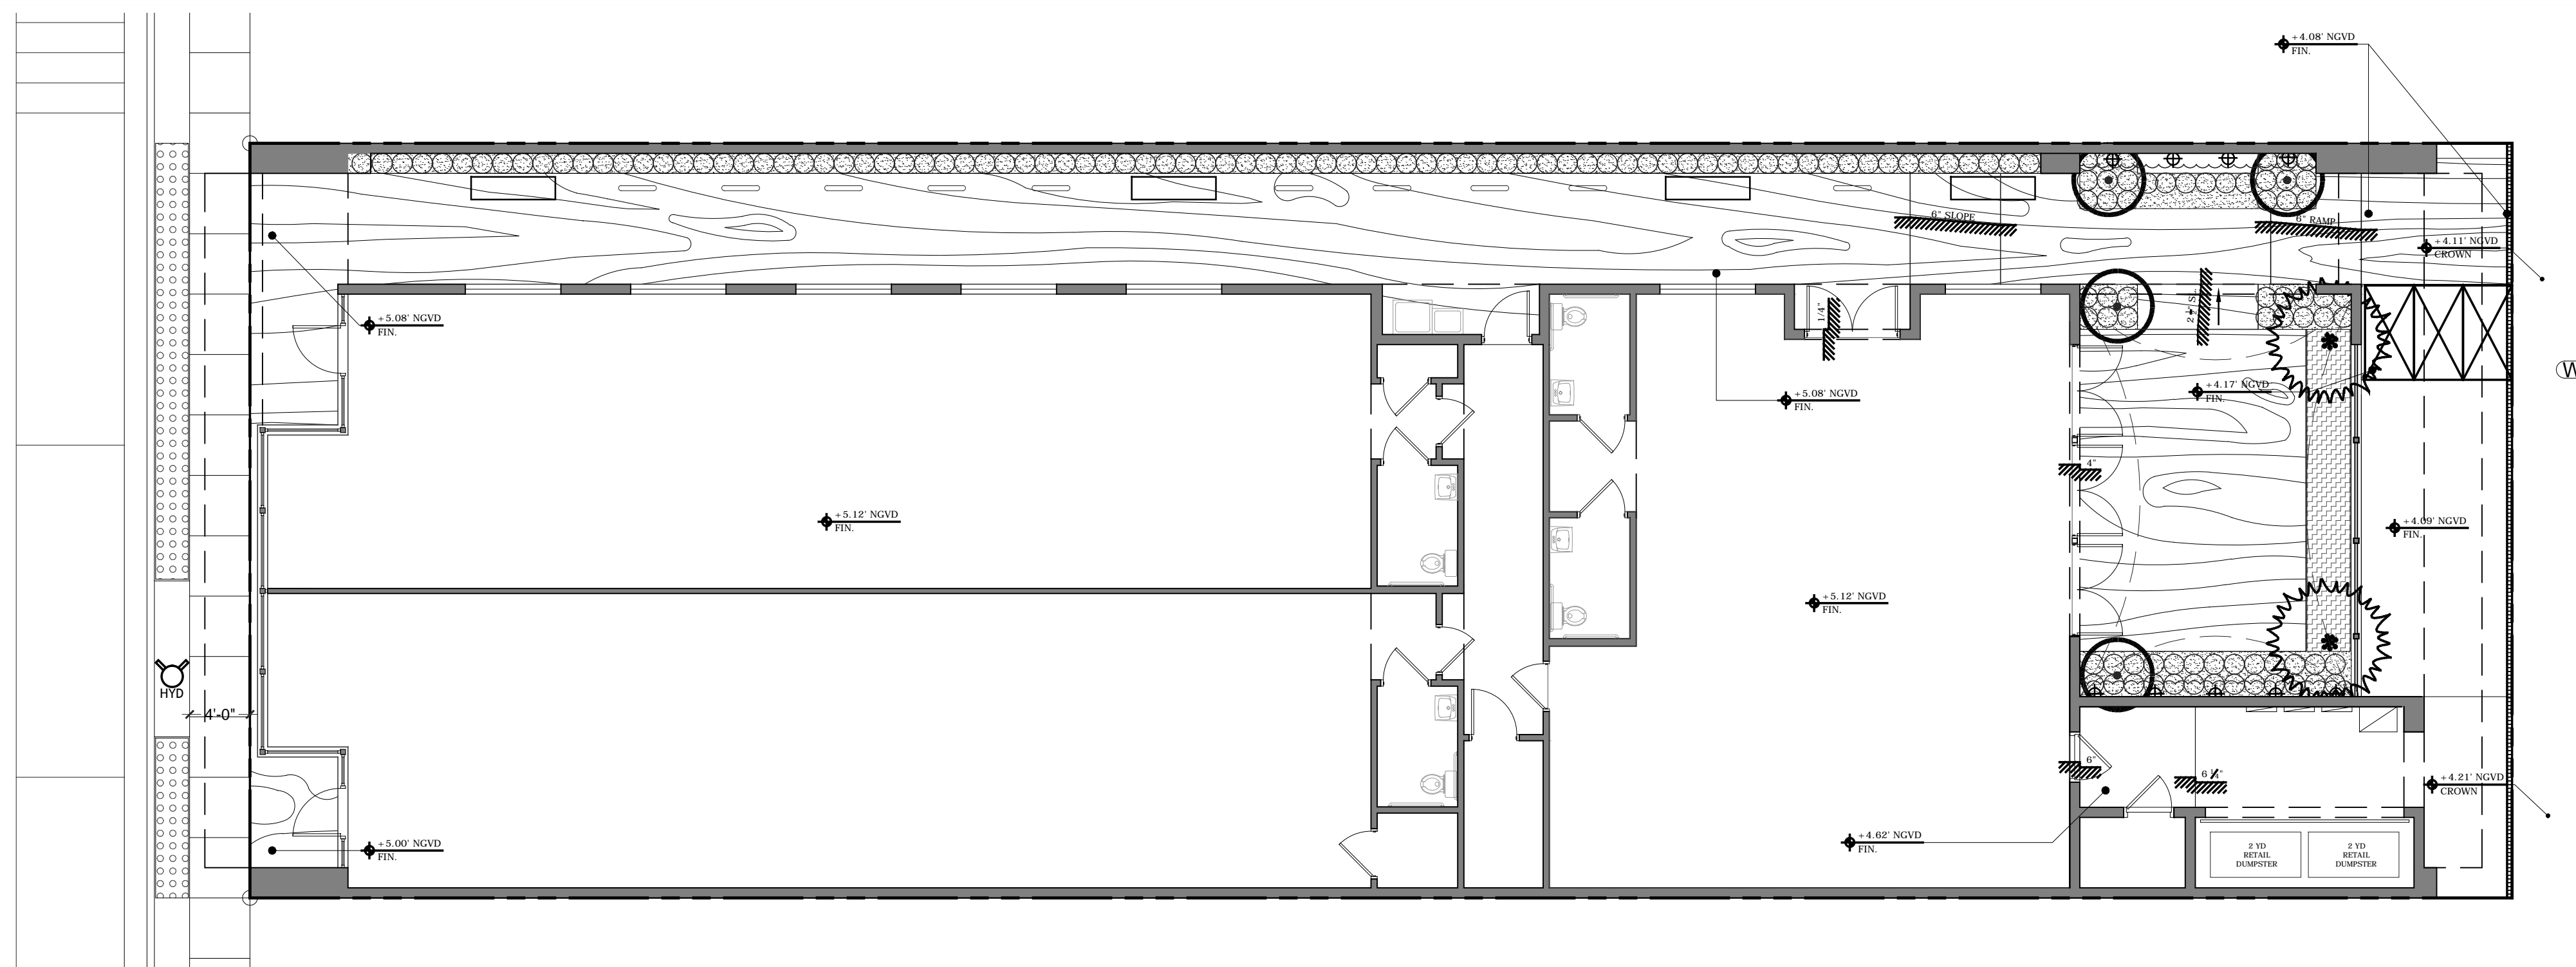 +4.08' NGVD
FIN.
6" SLOPE
6" RAMP
+4.11' NGVD
CROWN
+5.08' NGVD
FIN.
1/4"
+5.08' NGVD
FIN.
+4.17' NGVD
FIN.
W
4"
+5.12' NGVD
FIN.
+4.09' NGVD
FIN.
+5.12' NGVD
FIN.
HYD
4'-0"
6"
6 1/4"
+4.21' NGVD
CROWN
+5.00' NGVD
FIN.
+4.62' NGVD
FIN.
2 YD
RETAIL
DUMPSTER
2 YD
RETAIL
DUMPSTER